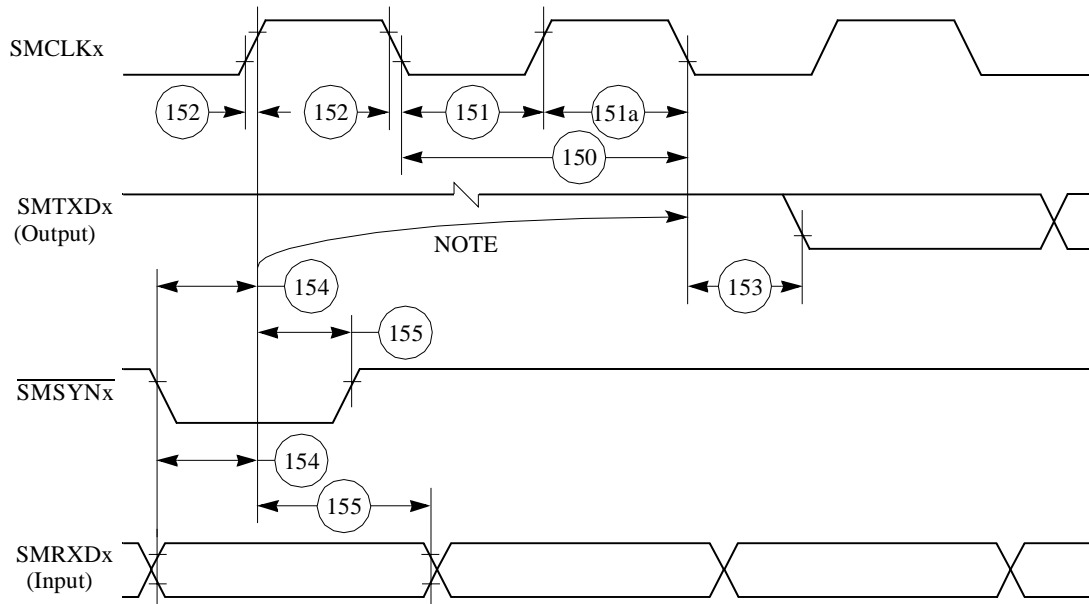 SMCLKx
152
152
151
151a
150
SMTXDx
(Output)
NOTE
154
153
155
SMSYNx
154
155
SMRXDx
(Input)